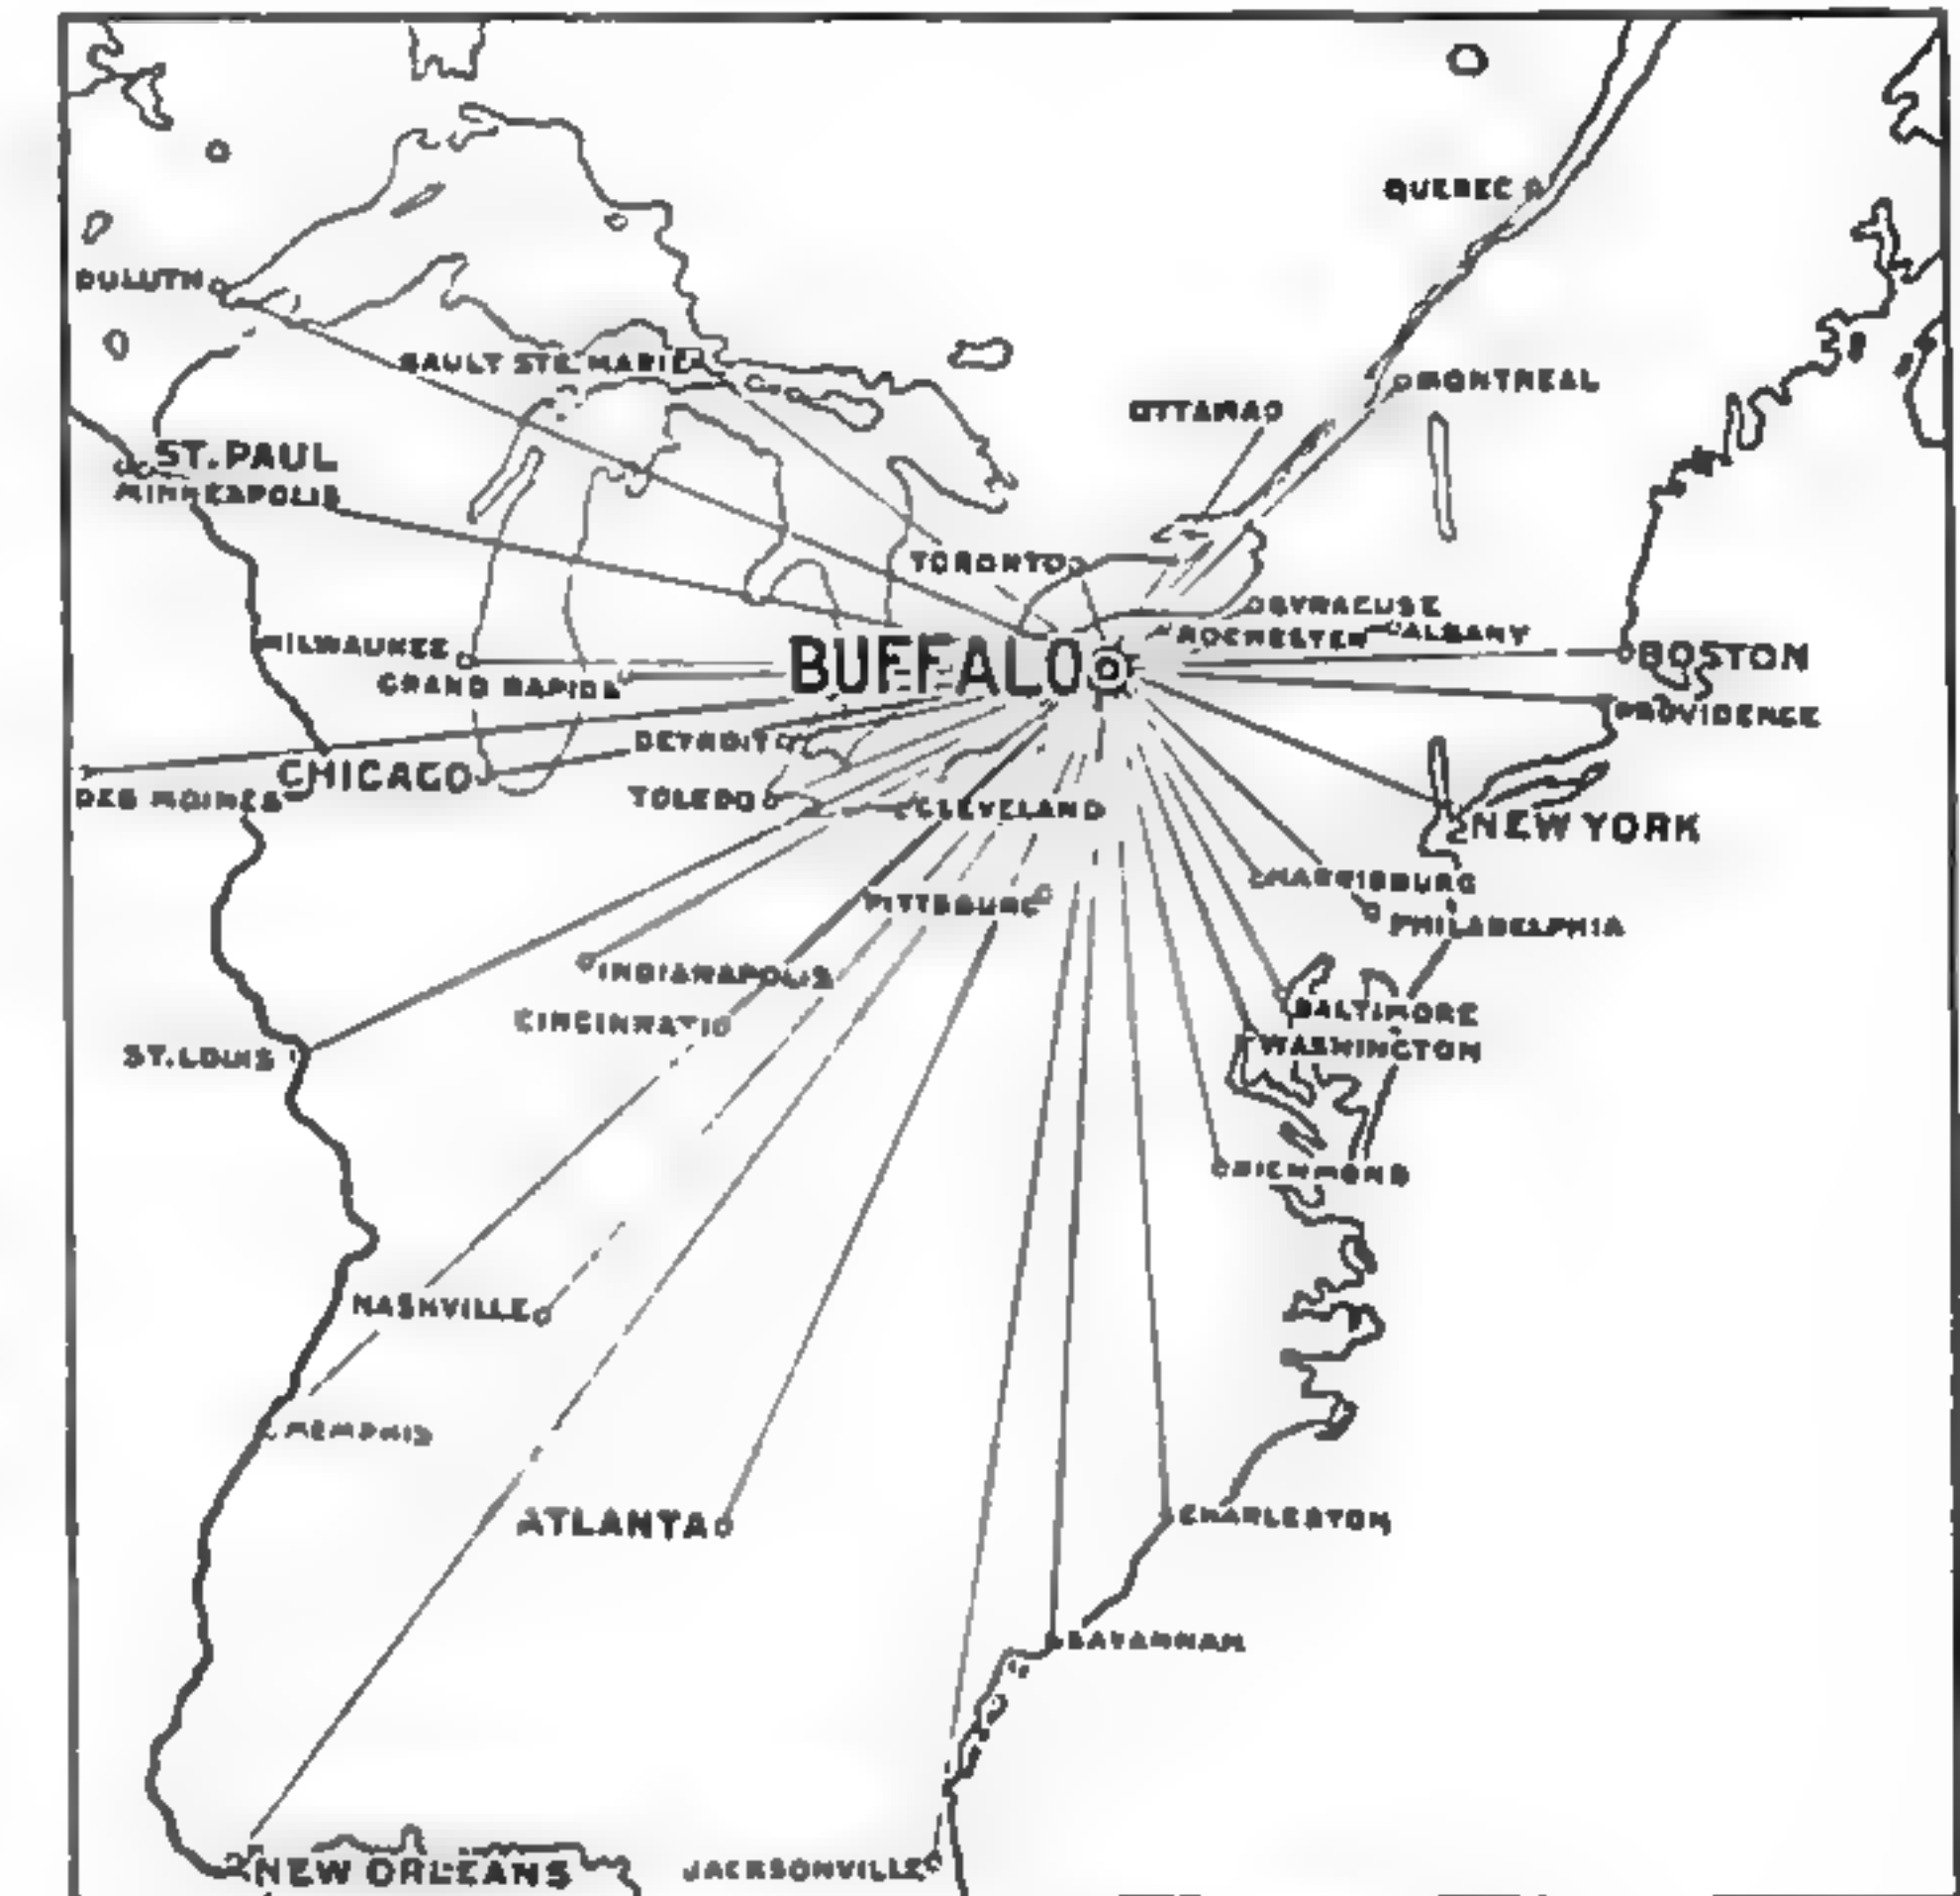 QUEBEC
DULUTH
SAULT STE. MARIE
MONTREAL
OTTAWA
ST. PAUL
MINNEAPOLIS
TORONTO
SYRACUSE
ROCHESTER
ALBANY
MILWAUKEE
BUFFALO
BOSTON
GRAND RAPIDS
PROVIDENCE
DETROIT
CHICAGO
DES MOINES
TOLEDO
CLEVELAND
NEW YORK
HARRISBURG
PITTSBURG
PHILADELPHIA
INDIANAPOLIS
BALTIMORE
CINCINNATI
WASHINGTON
ST. LOUIS
RICHMOND
NASHVILLE
MEMPHIS
ATLANTA
CHARLESTON
SAVANNAH
NEW ORLEANS
JACKSONVILLE